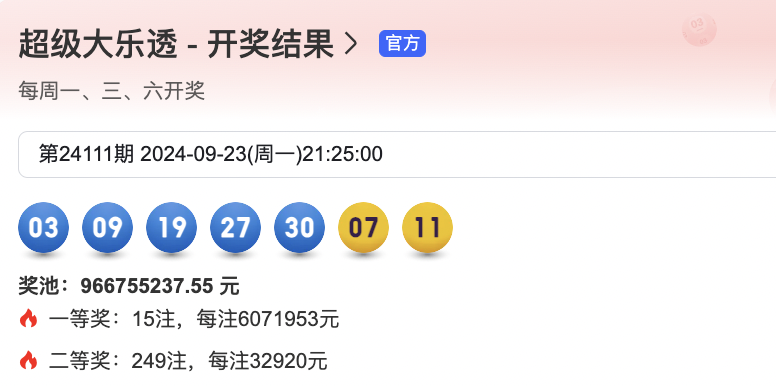 超级大乐透 - 开奖结果 官方
每周一、三、六开奖
第24111期 2024-09-23(周一)21:25:00
03 09 19 27 30 07 11
奖池：966755237.55 元
一等奖：15注，每注6071953元
二等奖：249注，每注32920元